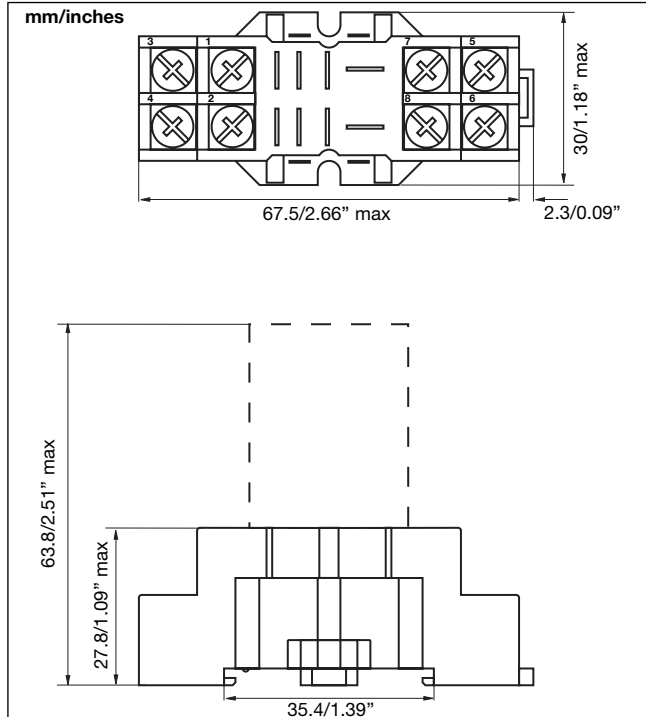 mm/inches
3 1 7 5
4 2 8 6
30/1.18” max
67.5/2.66” max
2.3/0.09”
63.8/2.51” max
27.8/1.09” max
35.4/1.39”